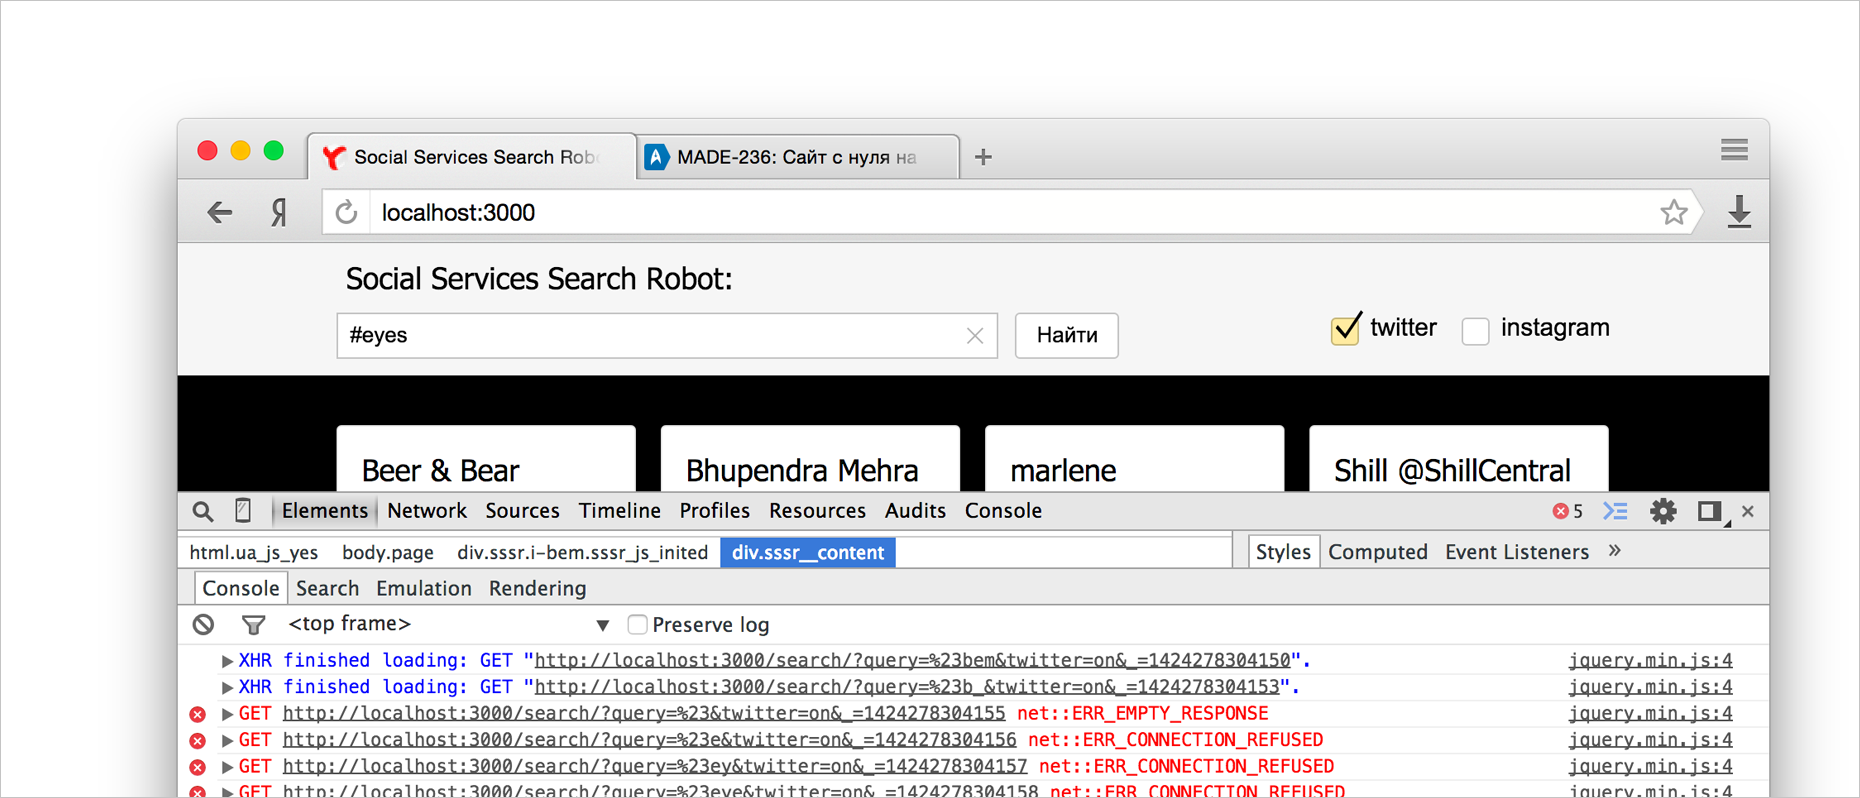 Social Services Search Rob
MADE-236: Сайт с нуля на
Я
localhost:3000
Social Services Search Robot:
#eyes
Найти
twitter
instagram
Beer & Bear
Bhupendra Mehra
marlene
Shill @ShillCentral
Elements Network Sources Timeline Profiles Resources Audits Console
5
html.ua_js_yes body.page div.sssr.i-bem.sssr_js_inited div.sssr__content
Styles Computed Event Listeners »
Console Search Emulation Rendering
<top frame> ▼ Preserve log
XHR finished loading: GET "http://localhost:3000/search/?query=%23bem&twitter=on&_=1424278304150". jquery.min.js:4
XHR finished loading: GET "http://localhost:3000/search/?query=%23b_&twitter=on&_=1424278304153". jquery.min.js:4
GET http://localhost:3000/search/?query=%23&twitter=on&_=1424278304155 net::ERR_EMPTY_RESPONSE jquery.min.js:4
GET http://localhost:3000/search/?query=%23e&twitter=on&_=1424278304156 net::ERR_CONNECTION_REFUSED jquery.min.js:4
GET http://localhost:3000/search/?query=%23ey&twitter=on&_=1424278304157 net::ERR_CONNECTION_REFUSED jquery.min.js:4
GET http://localhost:3000/search/?query=%23eye&twitter=on&_=1424278304158 net::ERR_CONNECTION_REFUSED jquery.min.js:4